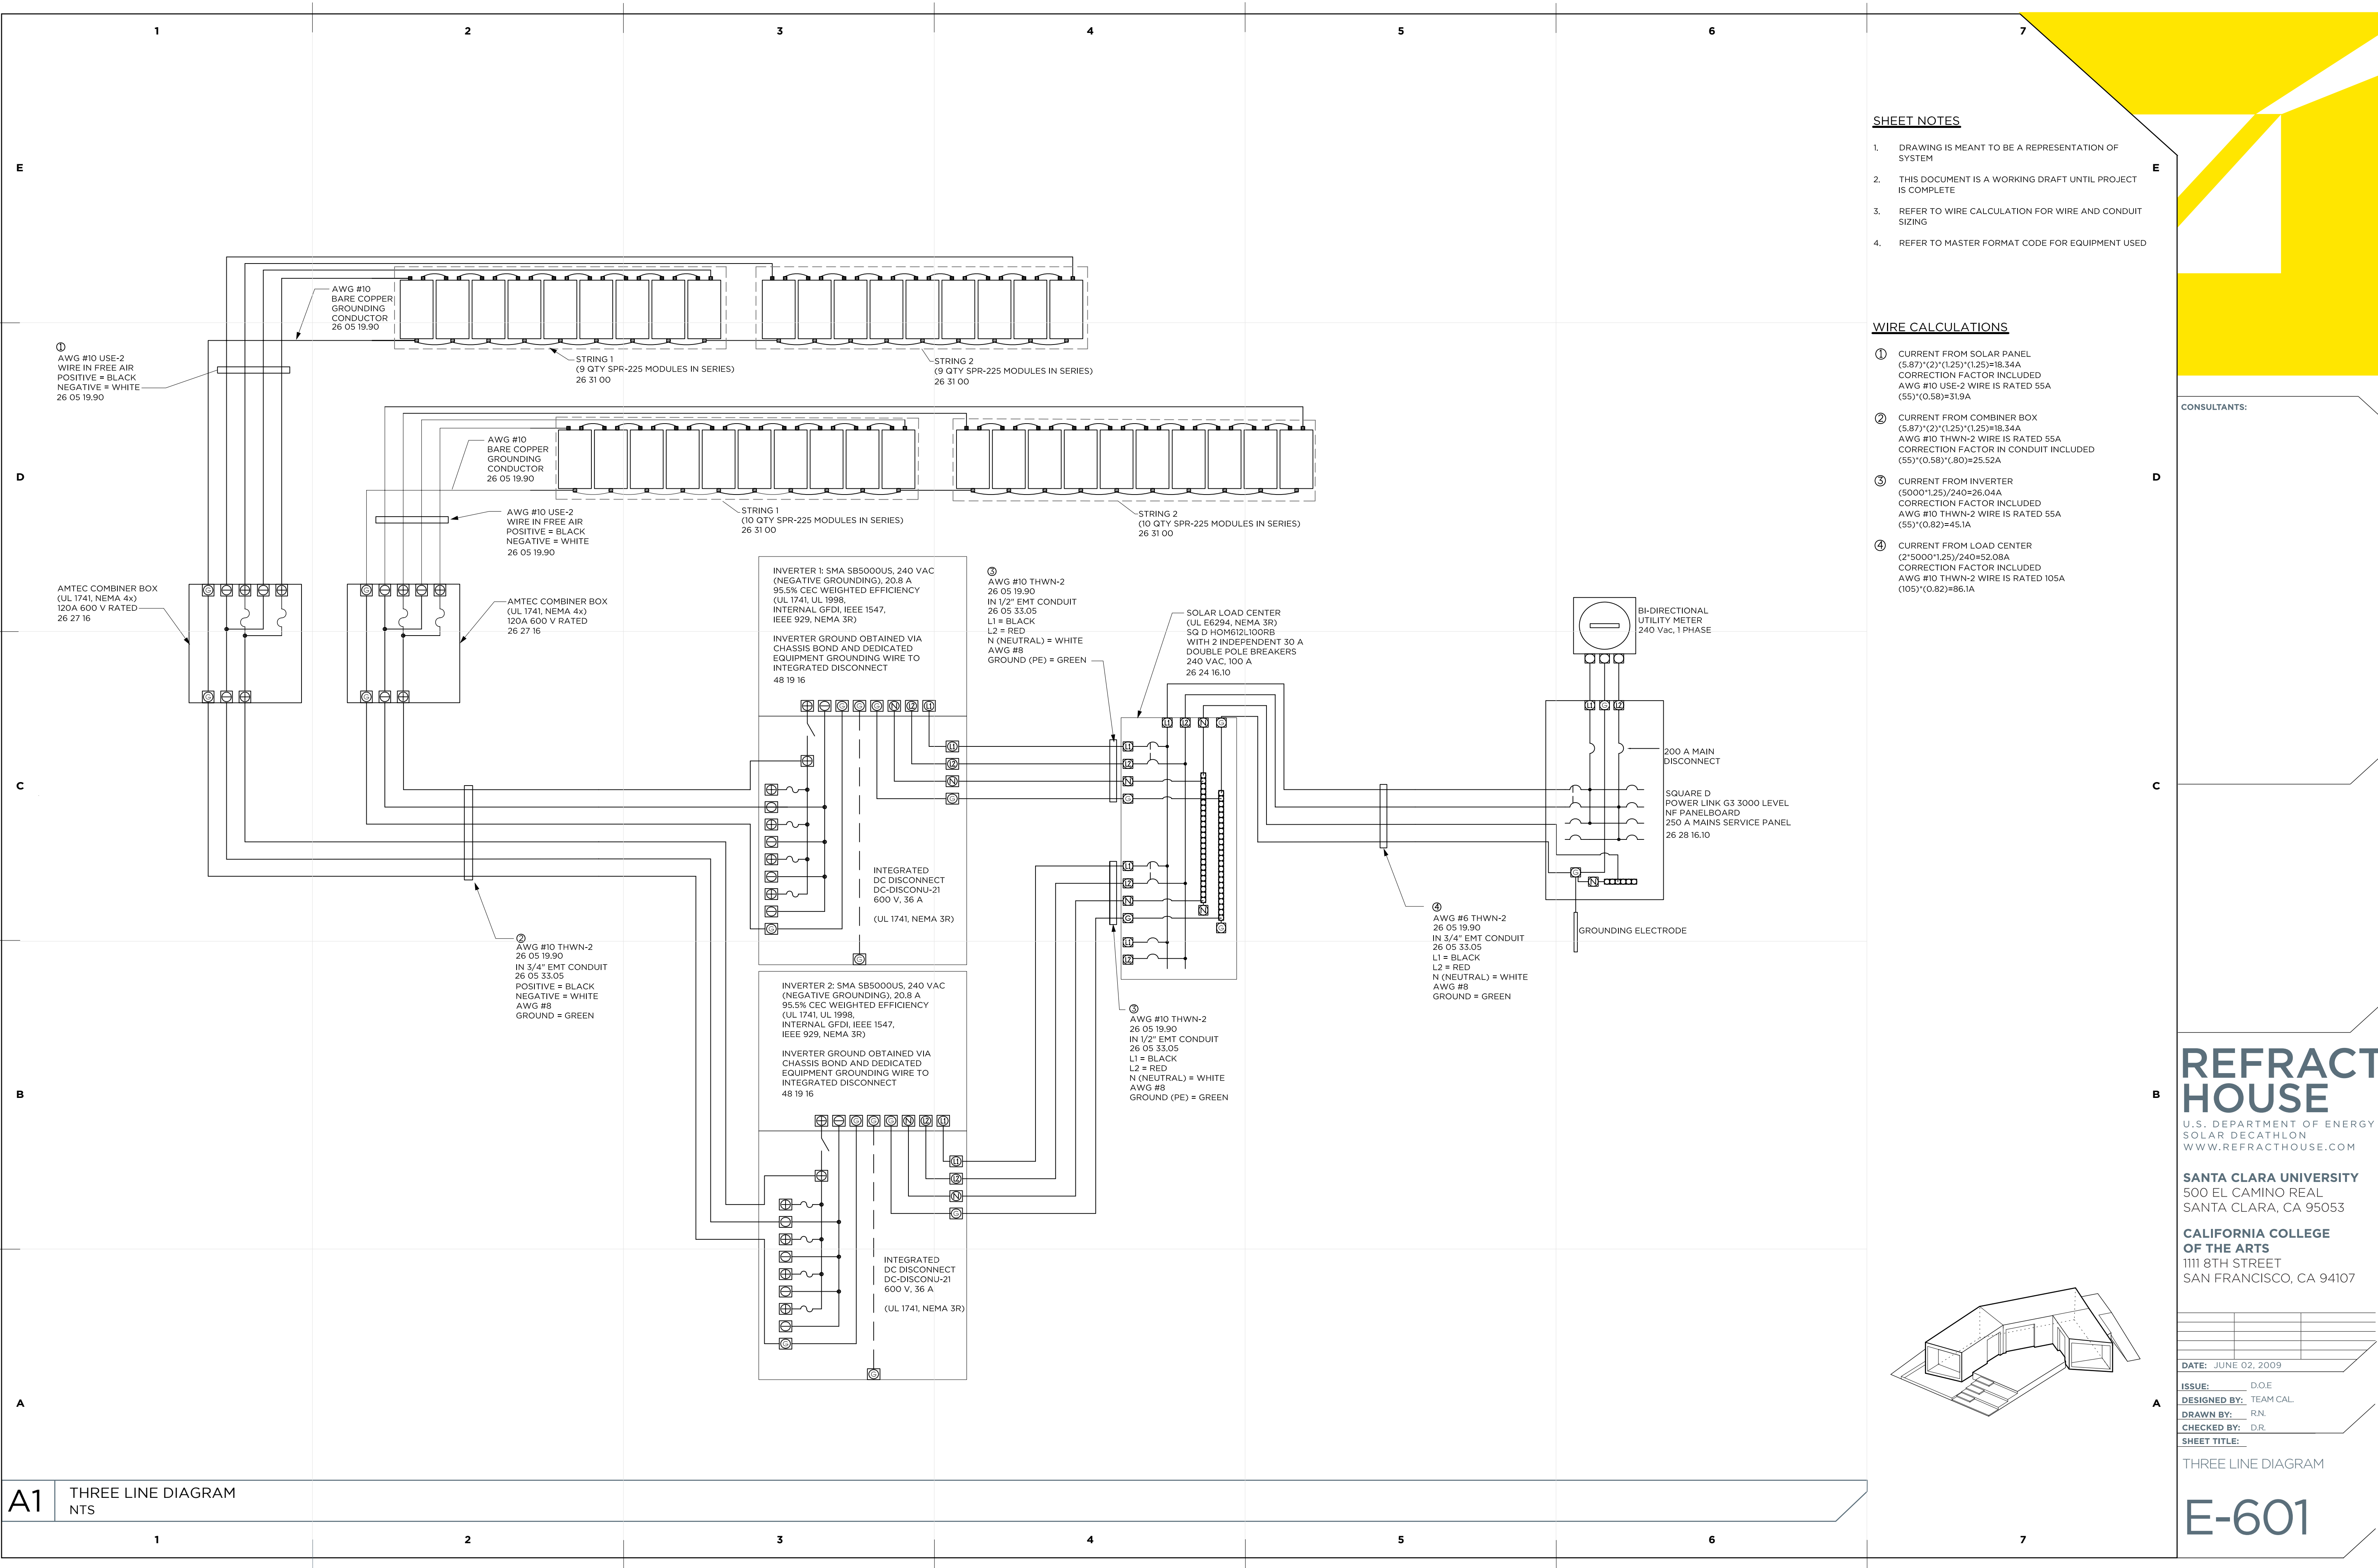 1 2 3 4 5 6 7
E
D
C
B
A
E
D
C
B
A
SHEET NOTES
1. DRAWING IS MEANT TO BE A REPRESENTATION OF
SYSTEM
2. THIS DOCUMENT IS A WORKING DRAFT UNTIL PROJECT
IS COMPLETE
3. REFER TO WIRE CALCULATION FOR WIRE AND CONDUIT
SIZING
4. REFER TO MASTER FORMAT CODE FOR EQUIPMENT USED
WIRE CALCULATIONS
① CURRENT FROM SOLAR PANEL
(5.87)*(2)*(1.25)*(1.25)=18.34A
CORRECTION FACTOR INCLUDED
AWG #10 USE-2 WIRE IS RATED 55A
(55)*(0.58)=31.9A
② CURRENT FROM COMBINER BOX
(5.87)*(2)*(1.25)*(1.25)=18.34A
AWG #10 THWN-2 WIRE IS RATED 55A
CORRECTION FACTOR IN CONDUIT INCLUDED
(55)*(0.58)*(.80)=25.52A
③ CURRENT FROM INVERTER
(5000*1.25)/240=26.04A
CORRECTION FACTOR INCLUDED
AWG #10 THWN-2 WIRE IS RATED 55A
(55)*(0.82)=45.1A
④ CURRENT FROM LOAD CENTER
(2*5000*1.25)/240=52.08A
CORRECTION FACTOR INCLUDED
AWG #10 THWN-2 WIRE IS RATED 105A
(105)*(0.82)=86.1A
AWG #10
BARE COPPER
GROUNDING
CONDUCTOR
26 05 19.90
①
AWG #10 USE-2
WIRE IN FREE AIR
POSITIVE = BLACK
NEGATIVE = WHITE
26 05 19.90
STRING 1
(9 QTY SPR-225 MODULES IN SERIES)
26 31 00
STRING 2
(9 QTY SPR-225 MODULES IN SERIES)
26 31 00
AWG #10
BARE COPPER
GROUNDING
CONDUCTOR
26 05 19.90
AWG #10 USE-2
WIRE IN FREE AIR
POSITIVE = BLACK
NEGATIVE = WHITE
26 05 19.90
STRING 1
(10 QTY SPR-225 MODULES IN SERIES)
26 31 00
STRING 2
(10 QTY SPR-225 MODULES IN SERIES)
26 31 00
AMTEC COMBINER BOX
(UL 1741, NEMA 4x)
120A 600 V RATED
26 27 16
G
G
AMTEC COMBINER BOX
(UL 1741, NEMA 4x)
120A 600 V RATED
26 27 16
G
G
INVERTER 1: SMA SB5000US, 240 VAC
(NEGATIVE GROUNDING), 20.8 A
95.5% CEC WEIGHTED EFFICIENCY
(UL 1741, UL 1998,
INTERNAL GFDI, IEEE 1547,
IEEE 929, NEMA 3R)
INVERTER GROUND OBTAINED VIA
CHASSIS BOND AND DEDICATED
EQUIPMENT GROUNDING WIRE TO
INTEGRATED DISCONNECT
48 19 16
G G G N L2 L1
L1
L2
N
G
INTEGRATED
DC DISCONNECT
DC-DISCONU-21
600 V, 36 A
(UL 1741, NEMA 3R)
G
G
③
AWG #10 THWN-2
26 05 19.90
IN 1/2" EMT CONDUIT
26 05 33.05
L1 = BLACK
L2 = RED
N (NEUTRAL) = WHITE
AWG #8
GROUND (PE) = GREEN
SOLAR LOAD CENTER
(UL E6294, NEMA 3R)
SQ D HOM612L100RB
WITH 2 INDEPENDENT 30 A
DOUBLE POLE BREAKERS
240 VAC, 100 A
26 24 16.10
L1 L2 N G
L1
L2
N
G
L1
L2
N
G
L1
L2
N
G
BI-DIRECTIONAL
UTILITY METER
240 Vac, 1 PHASE
L1 G L2
200 A MAIN
DISCONNECT
SQUARE D
POWER LINK G3 3000 LEVEL
NF PANELBOARD
250 A MAINS SERVICE PANEL
26 28 16.10
G
N
GROUNDING ELECTRODE
②
AWG #10 THWN-2
26 05 19.90
IN 3/4" EMT CONDUIT
26 05 33.05
POSITIVE = BLACK
NEGATIVE = WHITE
AWG #8
GROUND = GREEN
④
AWG #6 THWN-2
26 05 19.90
IN 3/4" EMT CONDUIT
26 05 33.05
L1 = BLACK
L2 = RED
N (NEUTRAL) = WHITE
AWG #8
GROUND = GREEN
INVERTER 2: SMA SB5000US, 240 VAC
(NEGATIVE GROUNDING), 20.8 A
95.5% CEC WEIGHTED EFFICIENCY
(UL 1741, UL 1998,
INTERNAL GFDI, IEEE 1547,
IEEE 929, NEMA 3R)
INVERTER GROUND OBTAINED VIA
CHASSIS BOND AND DEDICATED
EQUIPMENT GROUNDING WIRE TO
INTEGRATED DISCONNECT
48 19 16
G G G N L2 L1
L1
L2
N
G
INTEGRATED
DC DISCONNECT
DC-DISCONU-21
600 V, 36 A
(UL 1741, NEMA 3R)
G
G
③
AWG #10 THWN-2
26 05 19.90
IN 1/2" EMT CONDUIT
26 05 33.05
L1 = BLACK
L2 = RED
N (NEUTRAL) = WHITE
AWG #8
GROUND (PE) = GREEN
CONSULTANTS:
REFRACT
HOUSE
U.S. DEPARTMENT OF ENERGY
SOLAR DECATHLON
WWW.REFRACTHOUSE.COM
SANTA CLARA UNIVERSITY
500 EL CAMINO REAL
SANTA CLARA, CA 95053
CALIFORNIA COLLEGE
OF THE ARTS
1111 8TH STREET
SAN FRANCISCO, CA 94107
DATE: JUNE 02, 2009
ISSUE: D.O.E
DESIGNED BY: TEAM CAL.
DRAWN BY: R.N.
CHECKED BY: D.R.
SHEET TITLE:
THREE LINE DIAGRAM
E-601
A1 THREE LINE DIAGRAM
NTS
1 2 3 4 5 6 7